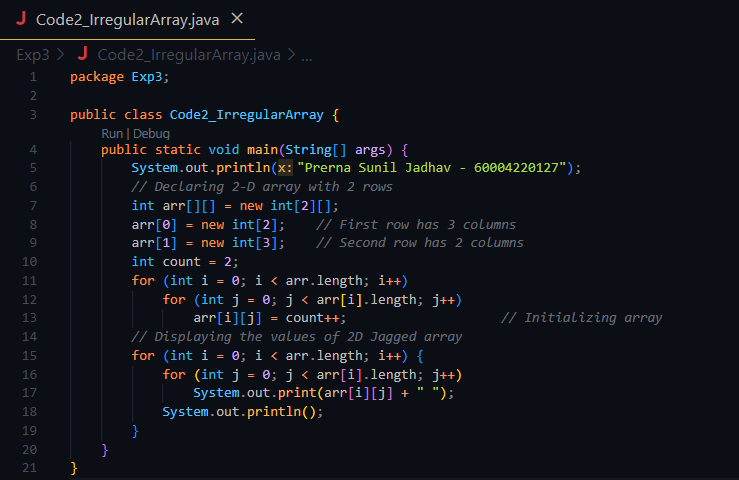 J Code2_IrregularArray.java ×
Exp3 > J Code2_IrregularArray.java > ...
1 package Exp3;
2
3 public class Code2_IrregularArray {
Run | Debug
4 public static void main(String[] args) {
5 System.out.println(x: "Prerna Sunil Jadhav - 60004220127");
6 // Declaring 2-D array with 2 rows
7 int arr[][] = new int[2][];
8 arr[0] = new int[2]; // First row has 3 columns
9 arr[1] = new int[3]; // Second row has 2 columns
10 int count = 2;
11 for (int i = 0; i < arr.length; i++)
12 for (int j = 0; j < arr[i].length; j++)
13 arr[i][j] = count++; // Initializing array
14 // Displaying the values of 2D Jagged array
15 for (int i = 0; i < arr.length; i++) {
16 for (int j = 0; j < arr[i].length; j++)
17 System.out.print(arr[i][j] + " ");
18 System.out.println();
19 }
20 }
21 }